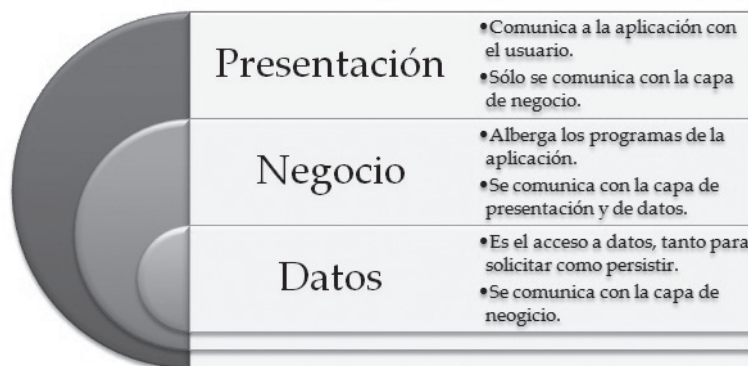 Presentación
•Comunica a la aplicación con
el usuario.
•Sólo se comunica con la capa
de negocio.
Negocio
•Alberga los programas de la
aplicación.
•Se comunica con la capa de
presentación y de datos.
Datos
•Es el acceso a datos, tanto para
solicitar como persistir.
•Se comunica con la capa de
neogicio.